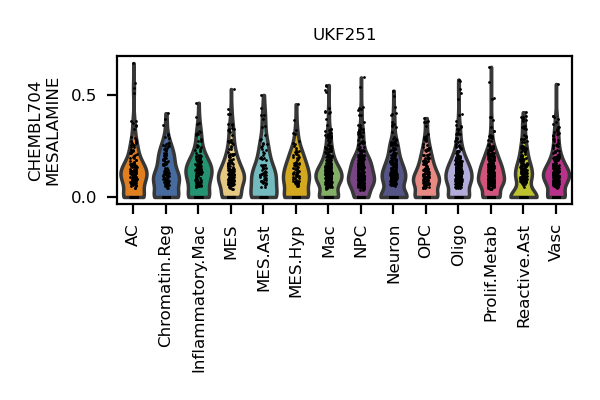 UKF251
CHEMBL704
MESALAMINE
0.5
0.0
AC
Chromatin.Reg
Inflammatory.Mac
MES
MES.Ast
MES.Hyp
Mac
NPC
Neuron
OPC
Oligo
Prolif.Metab
Reactive.Ast
Vasc